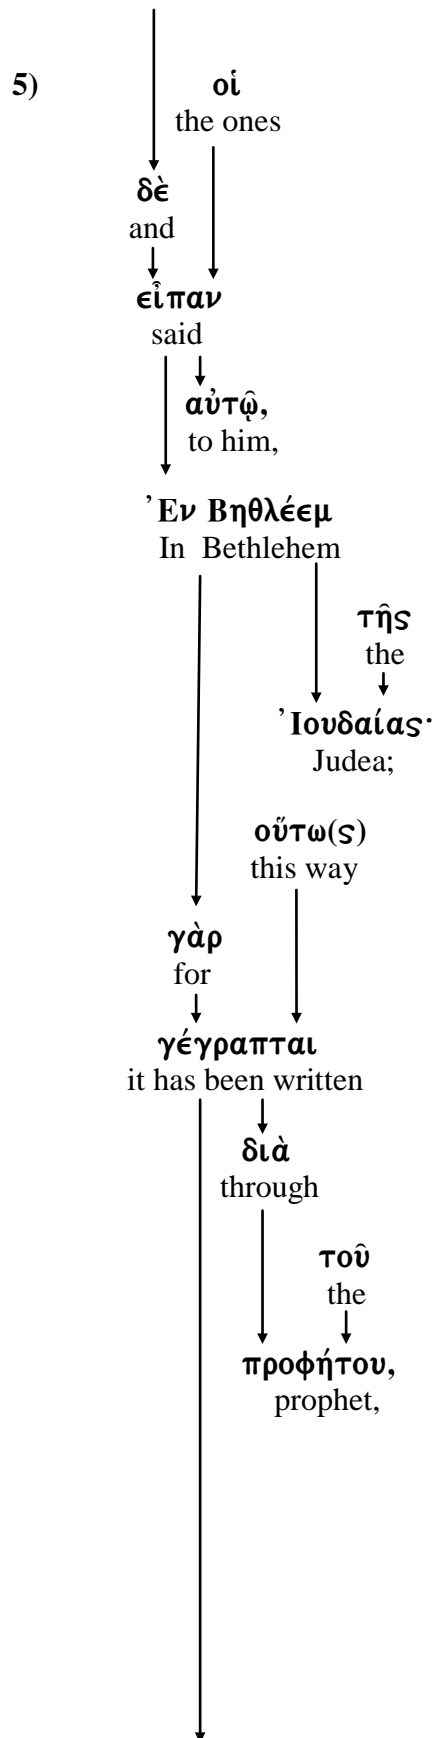 5) οἱ
the ones
δὲ
and
εἶπαν
said
αὐτῷ,
to him,
Ἐν Βηθλέεμ
In Bethlehem
τῆς
the
Ἰουδαίας·
Judea;
οὕτω(ς)
this way
γὰρ
for
γέγραπται
it has been written
διὰ
through
τοῦ
the
προφήτου,
prophet,